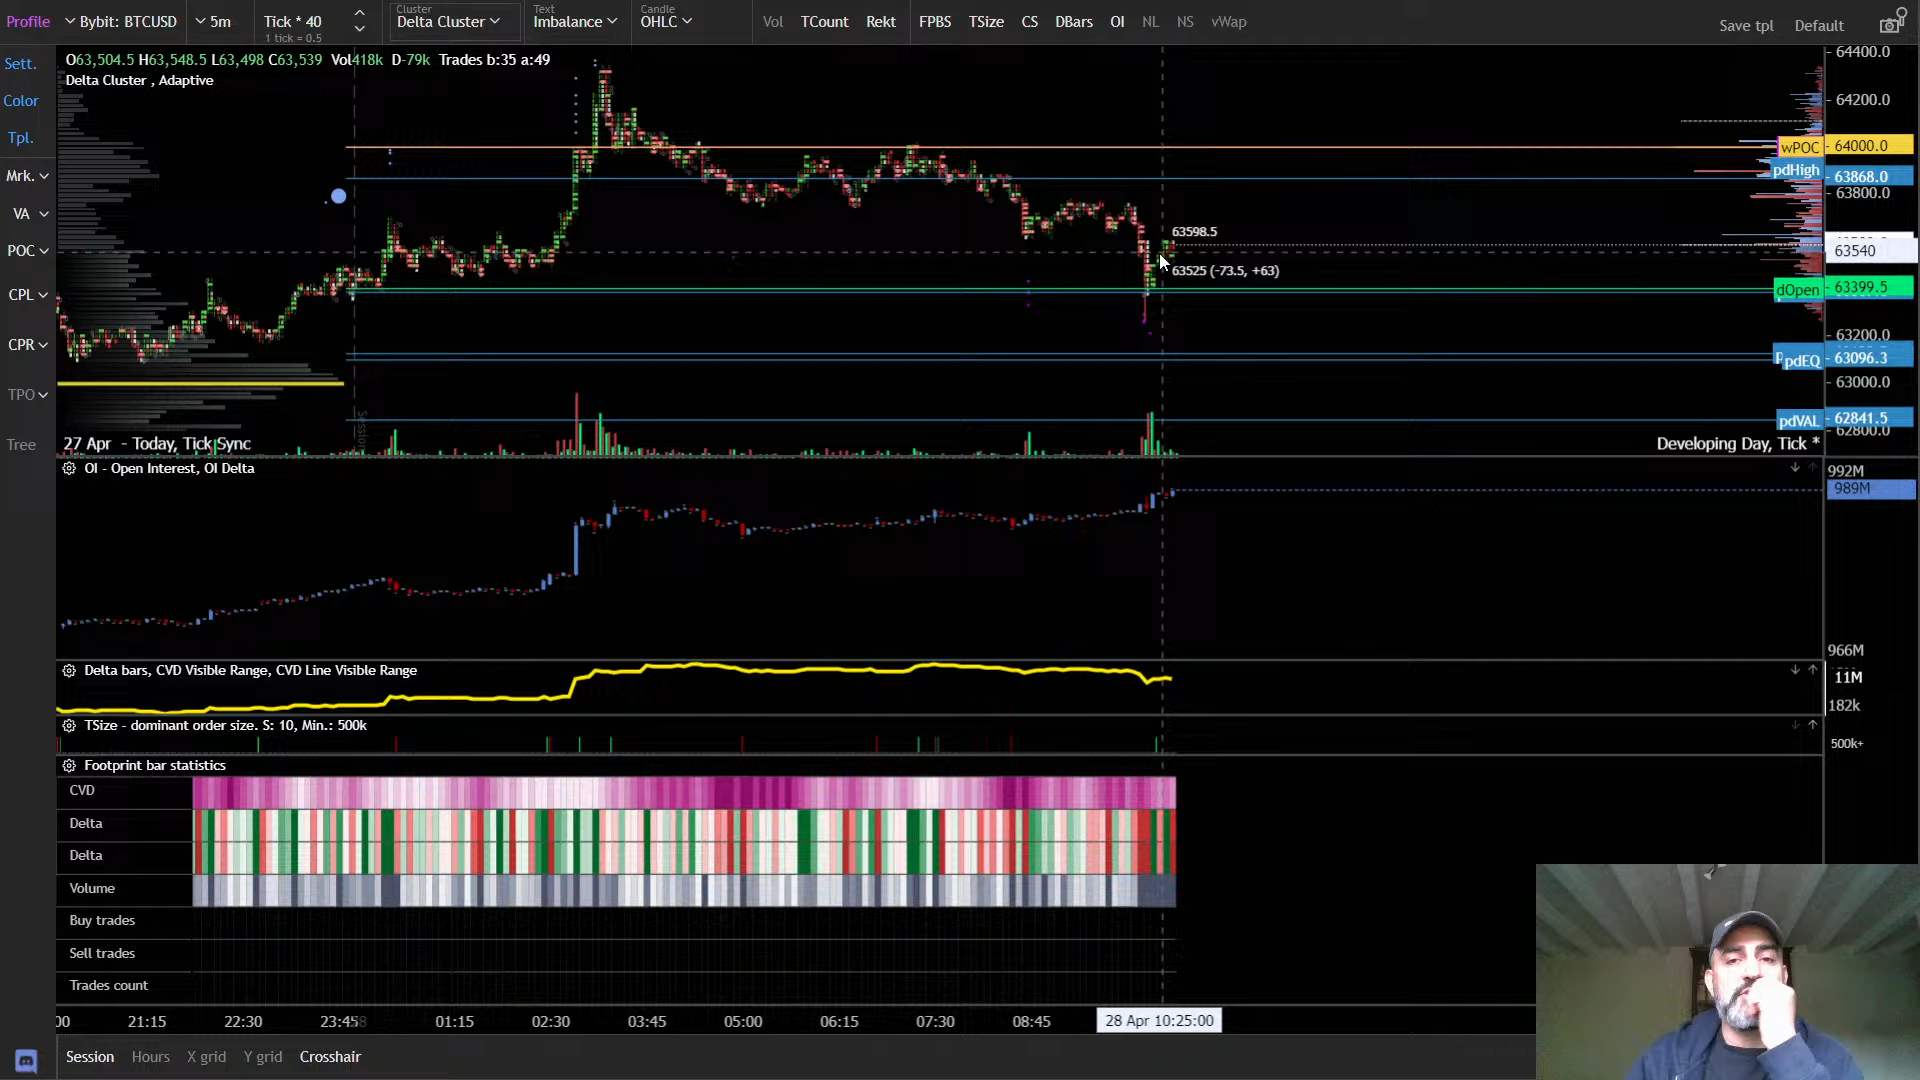 Profile Bybit: BTCUSD 5m Tick * 40 Cluster Delta Cluster Text Imbalance Candle OHLC Vol TCount Rekt FPBS TSize CS DBars OI NL NS vWap Save tpl Default
1 tick = 0.5
Sett.
Color
Tpl.
Mrk.
VA
POC
CPL
CPR
TPO
Tree
O63,504.5 H63,548.5 L63,498 C63,539 Vol418k D-79k Trades b:35 a:49
Delta Cluster , Adaptive
64400.0
64200.0
wPOC 64000.0
pdHigh 63868.0
63800.0
63598.5
63540
63525 (-73.5, +63)
dOpen 63399.5
63200.0
pdEQ 63096.3
63000.0
pdVAL 62841.5
62800.0
Session
27 Apr - Today, Tick Sync
Developing Day, Tick *
OI - Open Interest, OI Delta
992M
989M
966M
Delta bars, CVD Visible Range, CVD Line Visible Range
11M
182k
TSize - dominant order size. S: 10, Min.: 500k
500k+
Footprint bar statistics
CVD
Delta
Delta
Volume
Buy trades
Sell trades
Trades count
00 21:15 22:30 23:45 01:15 02:30 03:45 05:00 06:15 07:30 08:45 28 Apr 10:25:00
Session Hours X grid Y grid Crosshair